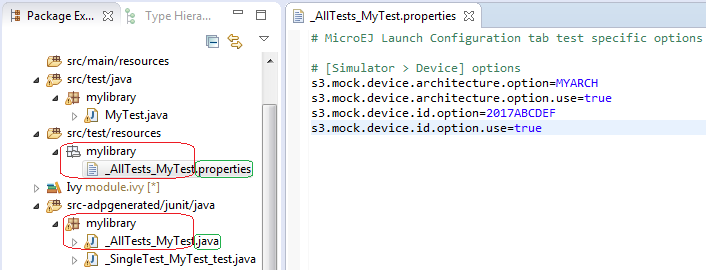 Package Ex...
Type Hierar...
src/main/resources
src/test/java
mylibrary
MyTest.java
src/test/resources
mylibrary
_AllTests_MyTest.properties
Ivy module.ivy [*]
src-adpgenerated/junit/java
mylibrary
_AllTests_MyTest.java
_SingleTest_MyTest_test.java
_AllTests_MyTest.properties
# MicroEJ Launch Configuration tab test specific options
# [Simulator > Device] options
s3.mock.device.architecture.option=MYARCH
s3.mock.device.architecture.option.use=true
s3.mock.device.id.option=2017ABCDEF
s3.mock.device.id.option.use=true